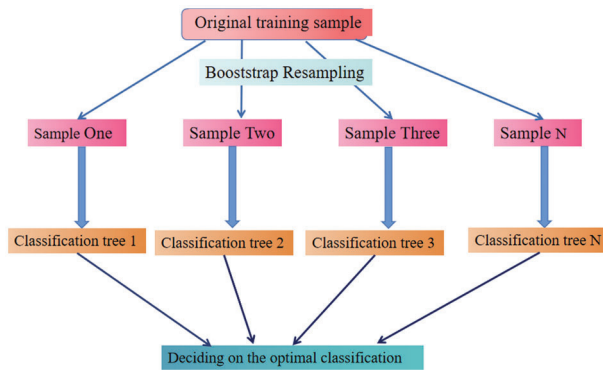 Original training sample
Booststrap Resampling
Sample One
Sample Two
Sample Three
Sample N
Classification tree 1
Classification tree 2
Classification tree 3
Classification tree N
Deciding on the optimal classification